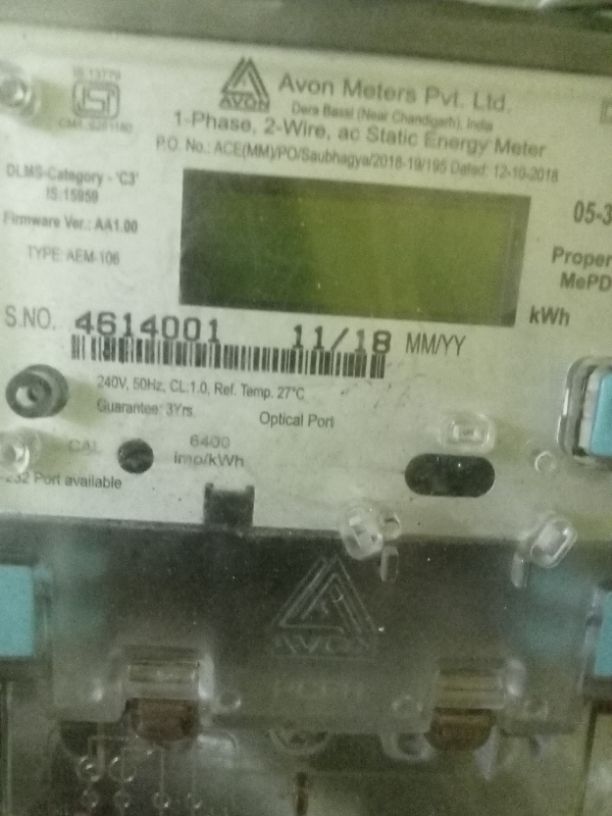 IS:13779
ISI
AVON
Avon Meters Pvt. Ltd.
Dera Bassi (Near Chandigarh), India
1-Phase, 2-Wire, ac Static Energy Meter
P.O. No.: ACE(MM)/PO/Saubhagya/2018-19/195 Dated: 12-10-2018
DLMS-Category - 'C3'
IS:15959
Firmware Ver.: AA1.00
TYPE: AEM-106
05-3
Proper
MePD
kWh
S.NO. 4614001 11/18 MM/YY
240V, 50Hz, CL:1.0, Ref. Temp. 27°C
Guarantee: 3Yrs.
Optical Port
CAL
6400
imp/kWh
232 Port available
AVON